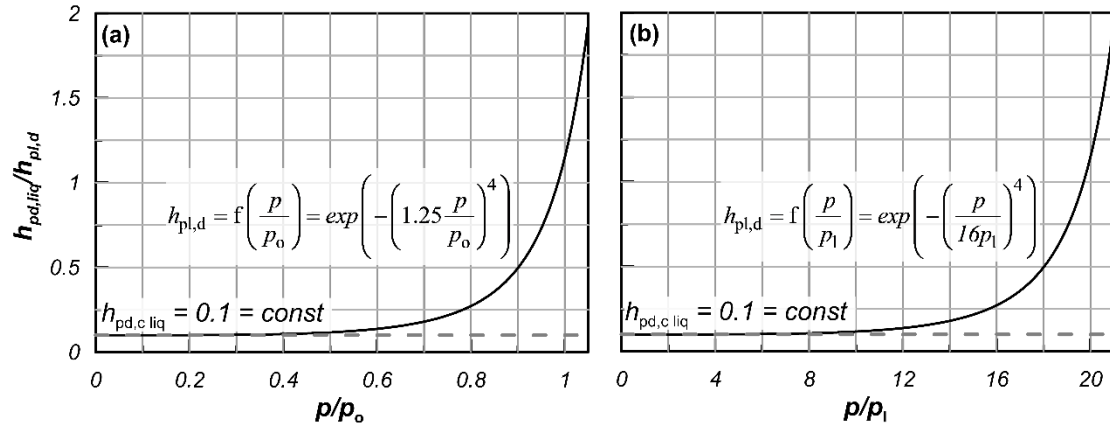 (a)
h_pd,liq/h_pl,d
2
1.5
1
0.5
0
h_pl,d = f(p/p_o) = exp(-(1.25 p/p_o)^4)
h_pd,c liq = 0.1 = const
0 0.2 0.4 0.6 0.8 1
p/p_o
(b)
h_pl,d = f(p/p_l) = exp(-(p/16p_l)^4)
h_pd,c liq = 0.1 = const
0 4 8 12 16 20
p/p_l